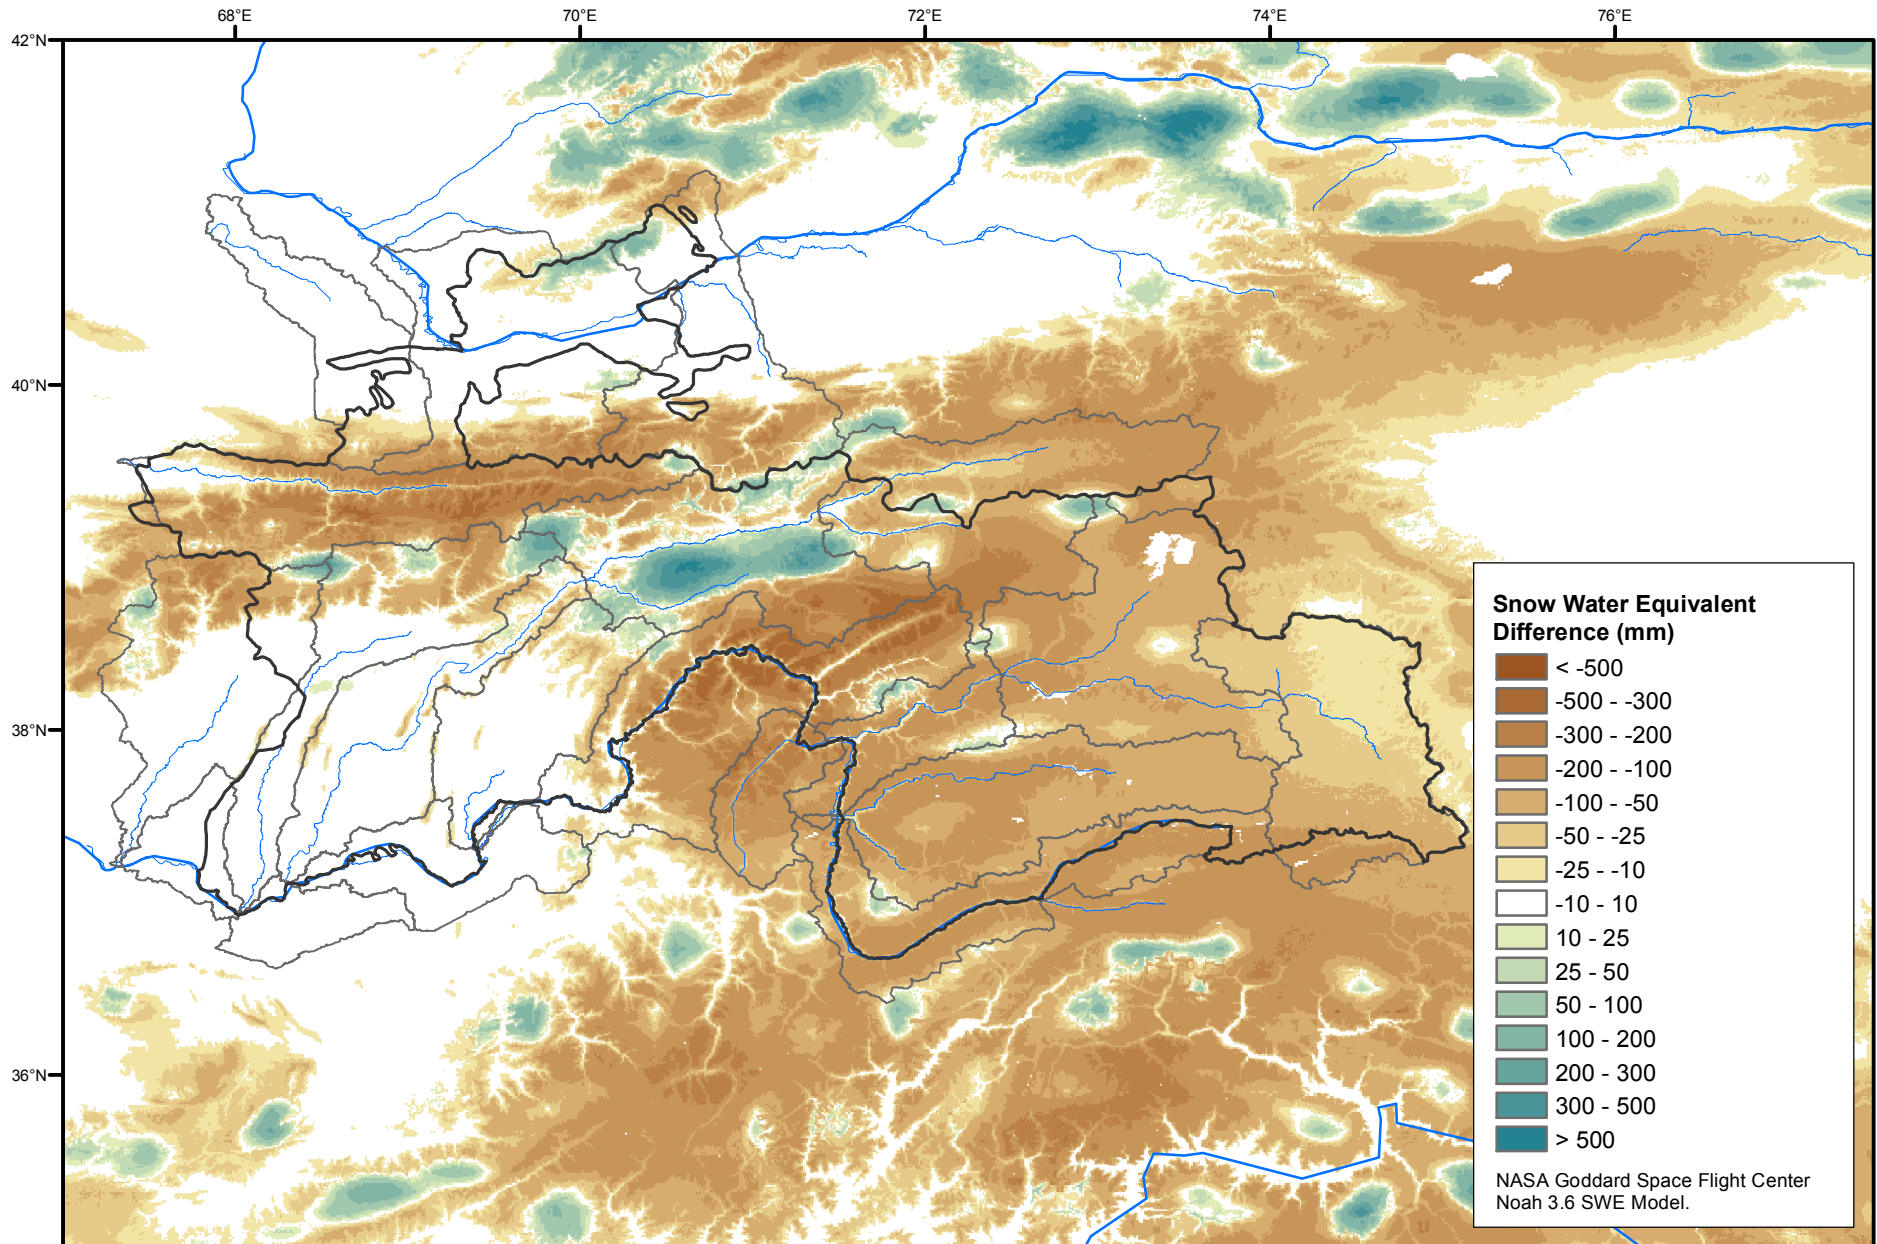 68°E 70°E 72°E 74°E 76°E
42°N
40°N
38°N
36°N
Snow Water Equivalent
Difference (mm)
< -500
-500 - -300
-300 - -200
-200 - -100
-100 - -50
-50 - -25
-25 - -10
-10 - 10
10 - 25
25 - 50
50 - 100
100 - 200
200 - 300
300 - 500
> 500
NASA Goddard Space Flight Center
Noah 3.6 SWE Model.